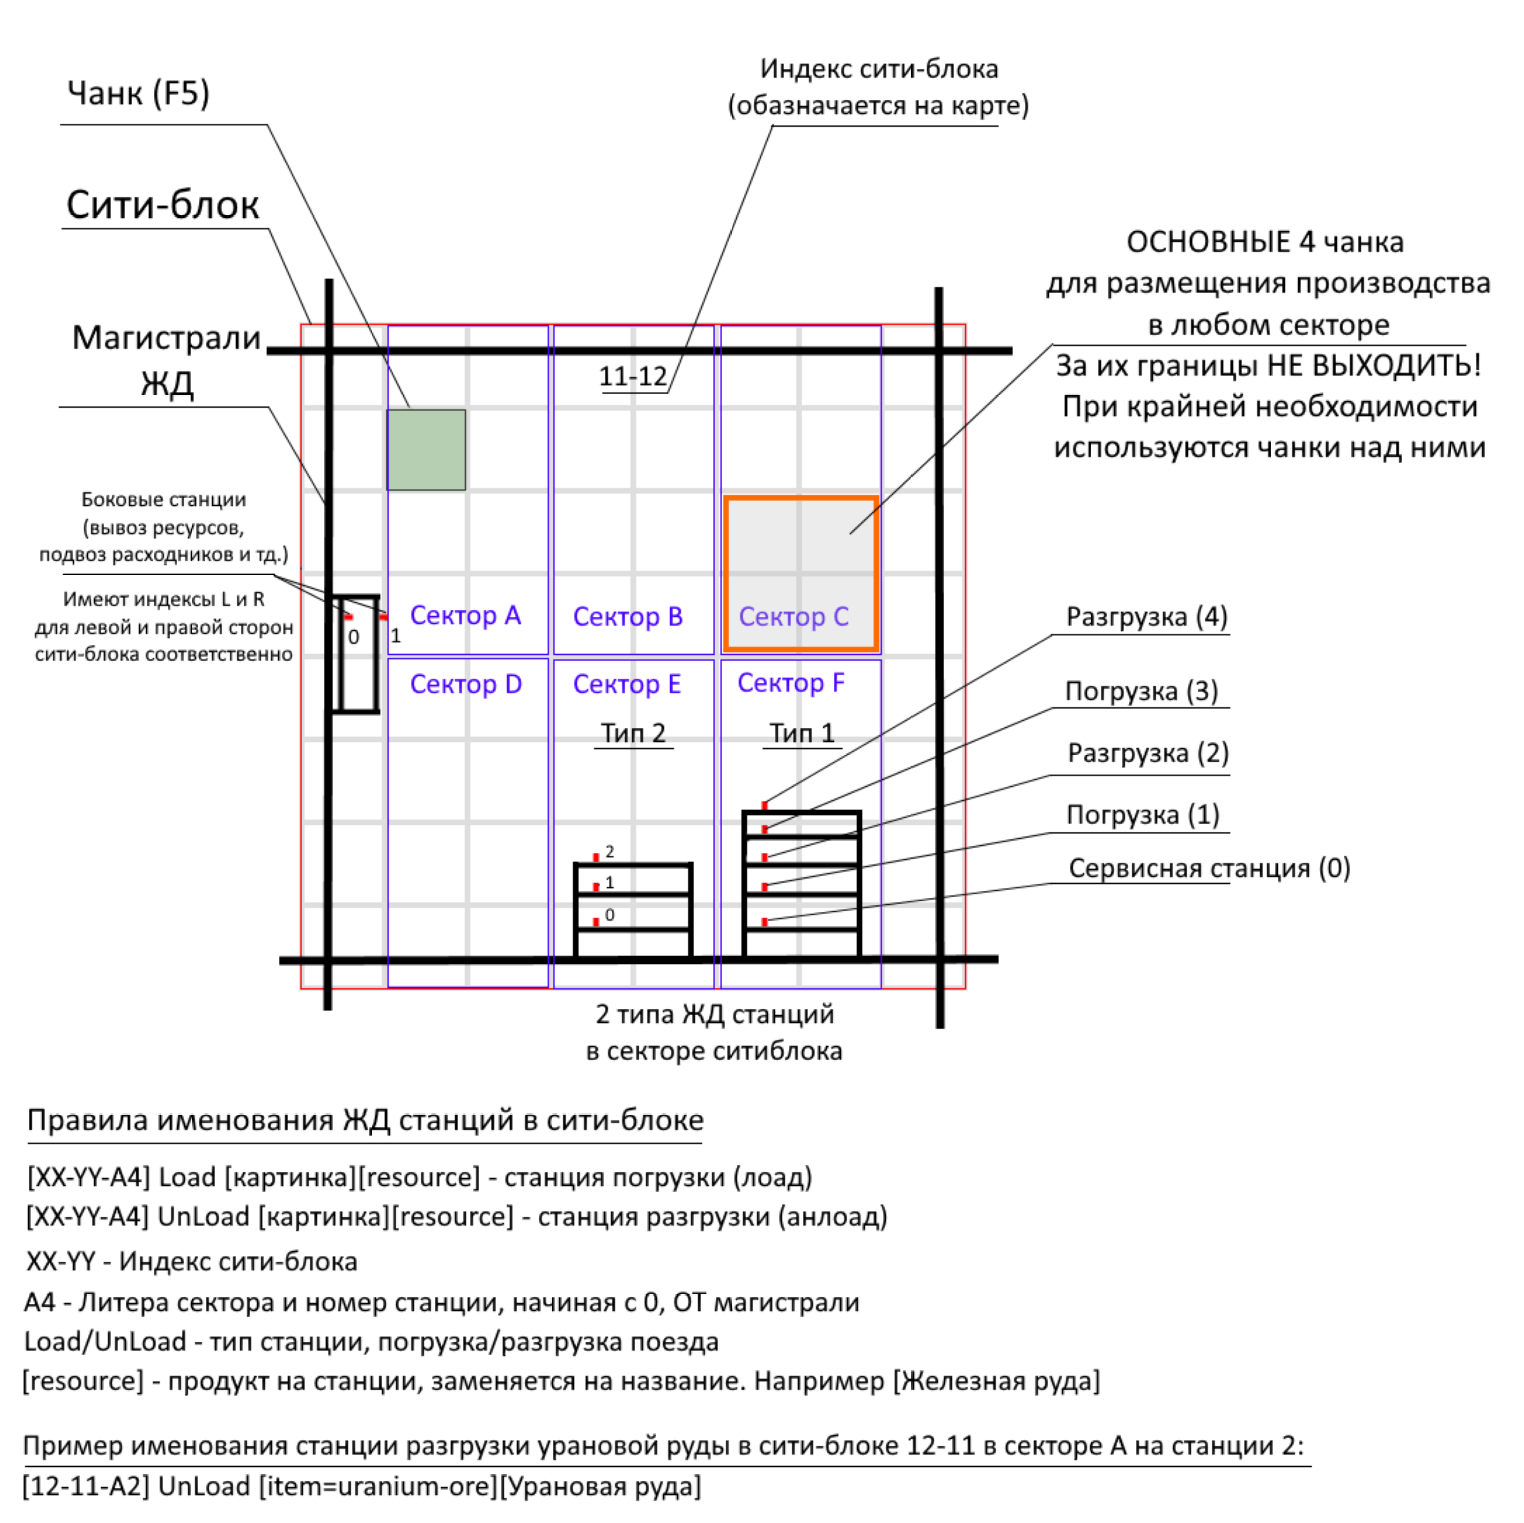 Чанк (F5)
Индекс сити-блока
(обазначается на карте)
Сити-блок
ОСНОВНЫЕ 4 чанка
для размещения производства
в любом секторе
За их границы НЕ ВЫХОДИТЬ!
При крайней необходимости
используются чанки над ними
Магистрали
ЖД
11-12
Боковые станции
(вывоз ресурсов,
подвоз расходников и тд.)
Имеют индексы L и R
для левой и правой сторон
сити-блока соответственно
0
1
Сектор A
Сектор B
Сектор C
Сектор D
Сектор E
Сектор F
Тип 2
Тип 1
Разгрузка (4)
Погрузка (3)
Разгрузка (2)
Погрузка (1)
Сервисная станция (0)
2
1
0
2 типа ЖД станций
в секторе ситиблока
Правила именования ЖД станций в сити-блоке
[XX-YY-A4] Load [картинка][resource] - станция погрузки (лоад)
[XX-YY-A4] UnLoad [картинка][resource] - станция разгрузки (анлоад)
XX-YY - Индекс сити-блока
A4 - Литера сектора и номер станции, начиная с 0, ОТ магистрали
Load/UnLoad - тип станции, погрузка/разгрузка поезда
[resource] - продукт на станции, заменяется на название. Например [Железная руда]
Пример именования станции разгрузки урановой руды в сити-блоке 12-11 в секторе А на станции 2:
[12-11-A2] UnLoad [item=uranium-ore][Урановая руда]